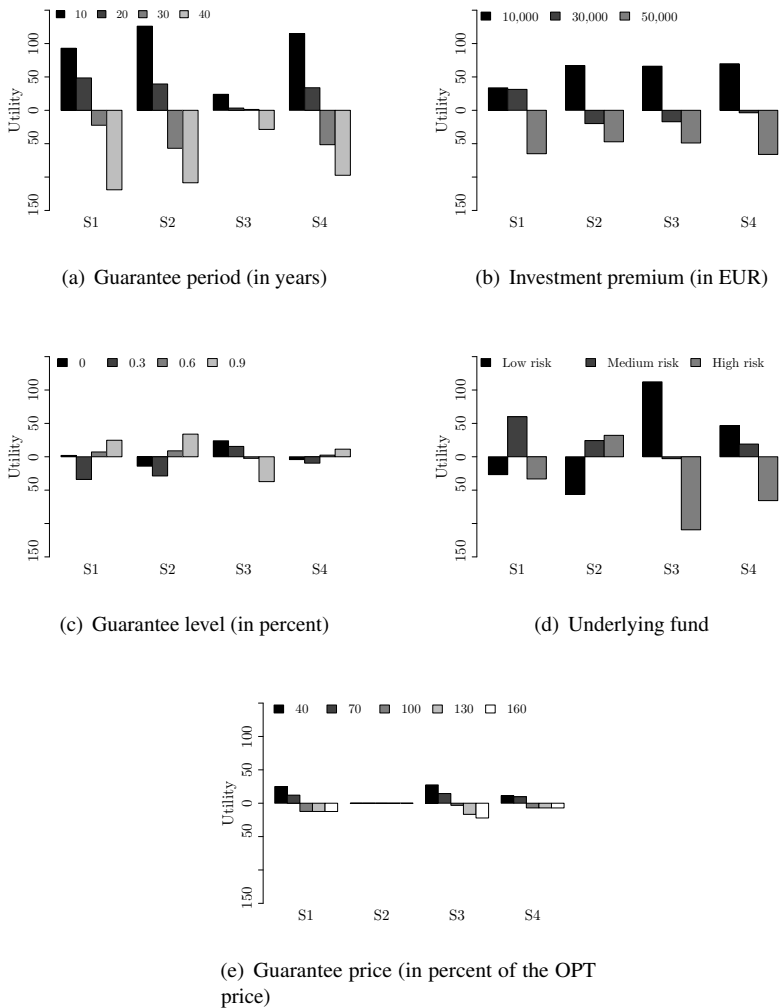 10 20 30 40
Utility
100
50
0
50
150
S1 S2 S3 S4
(a) Guarantee period (in years)
10,000 30,000 50,000
Utility
100
50
0
50
150
S1 S2 S3 S4
(b) Investment premium (in EUR)
0 0.3 0.6 0.9
Utility
100
50
0
50
150
S1 S2 S3 S4
(c) Guarantee level (in percent)
Low risk Medium risk High risk
Utility
100
50
0
50
150
S1 S2 S3 S4
(d) Underlying fund
40 70 100 130 160
Utility
100
50
0
50
150
S1 S2 S3 S4
(e) Guarantee price (in percent of the OPT
price)